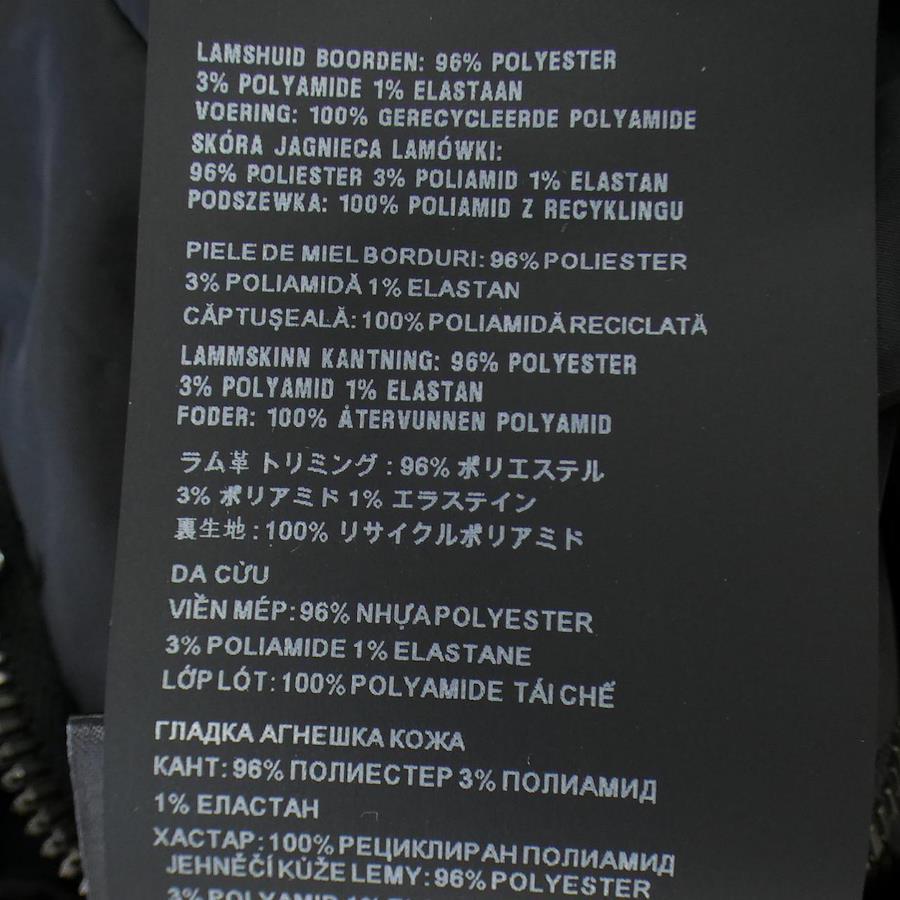 LAMSHUID BOORDEN: 96% POLYESTER
3% POLYAMIDE 1% ELASTAAN
VOERING: 100% GERECYCLEERDE POLYAMIDE
SKÓRA JAGNIECA LAMÓWKI:
96% POLIESTER 3% POLIAMID 1% ELASTAN
PODSZEWKA: 100% POLIAMID Z RECYKLINGU
PIELE DE MIEL BORDURI: 96% POLIESTER
3% POLIAMIDĂ 1% ELASTAN
CĂPTUȘEALĂ: 100% POLIAMIDĂ RECICLATĂ
LAMMSKINN KANTNING: 96% POLYESTER
3% POLYAMID 1% ELASTAN
FODER: 100% ÅTERVUNNEN POLYAMID
ラム革 トリミング : 96% ポリエステル
3% ポリアミド 1% エラステイン
裏生地 : 100% リサイクルポリアミド
DA CỪU
VIỀN MÉP: 96% NHỰA POLYESTER
3% POLIAMIDE 1% ELASTANE
LỚP LÓT: 100% POLYAMIDE TÁI CHẾ
ГЛАДКА АГНЕШКА КОЖА
КАНТ: 96% ПОЛИЕСТЕР 3% ПОЛИАМИД
1% ЕЛАСТАН
ХАСТАР: 100% РЕЦИКЛИРАН ПОЛИАМИД
JEHNĚČÍ KŮŽE LEMY: 96% POLYESTER
3% POLYAMID 1%